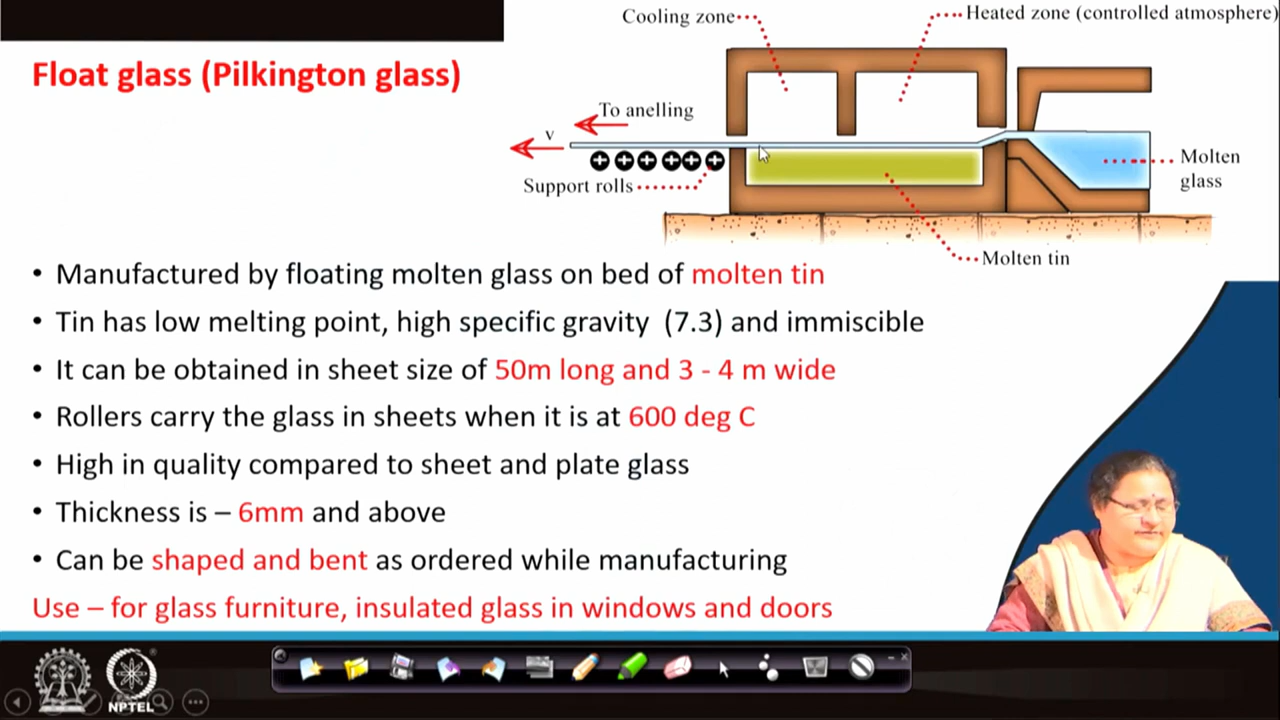 Cooling zone
Heated zone (controlled atmosphere)
Float glass (Pilkington glass)
To anelling
v
Support rolls
Molten
glass
Molten tin
• Manufactured by floating molten glass on bed of molten tin
• Tin has low melting point, high specific gravity (7.3) and immiscible
• It can be obtained in sheet size of 50m long and 3 - 4 m wide
• Rollers carry the glass in sheets when it is at 600 deg C
• High in quality compared to sheet and plate glass
• Thickness is – 6mm and above
• Can be shaped and bent as ordered while manufacturing
Use – for glass furniture, insulated glass in windows and doors
NPTEL